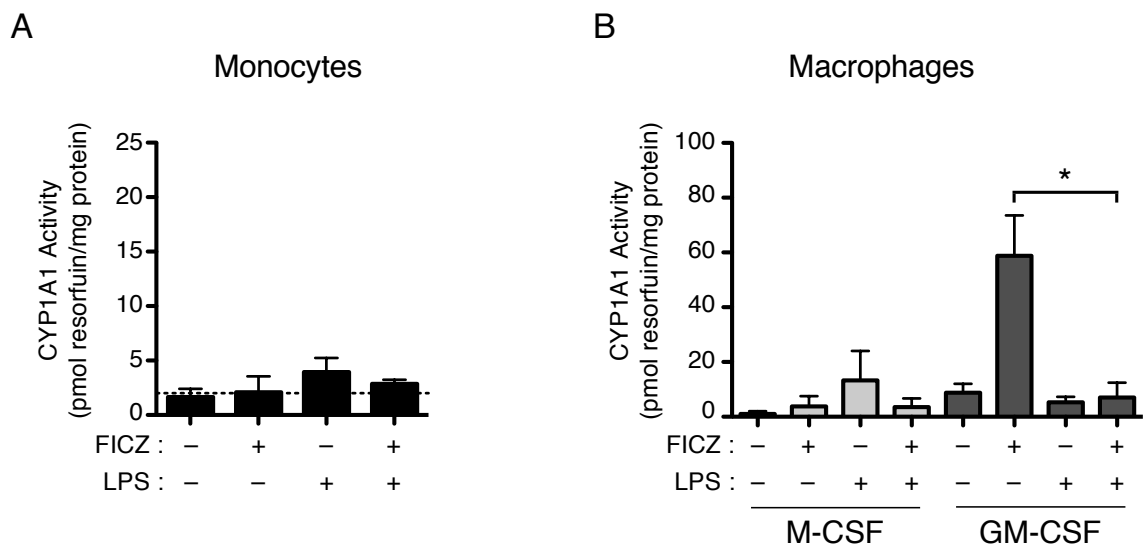 A
Monocytes
CYP1A1 Activity
(pmol resorfuin/mg protein)
25
20
15
10
5
0
FICZ : – + – +
LPS : – – + +
B
Macrophages
CYP1A1 Activity
(pmol resorfuin/mg protein)
100
80
60
40
20
0
*
FICZ : – + – + – + – +
LPS : – – + + – – + +
M-CSF GM-CSF